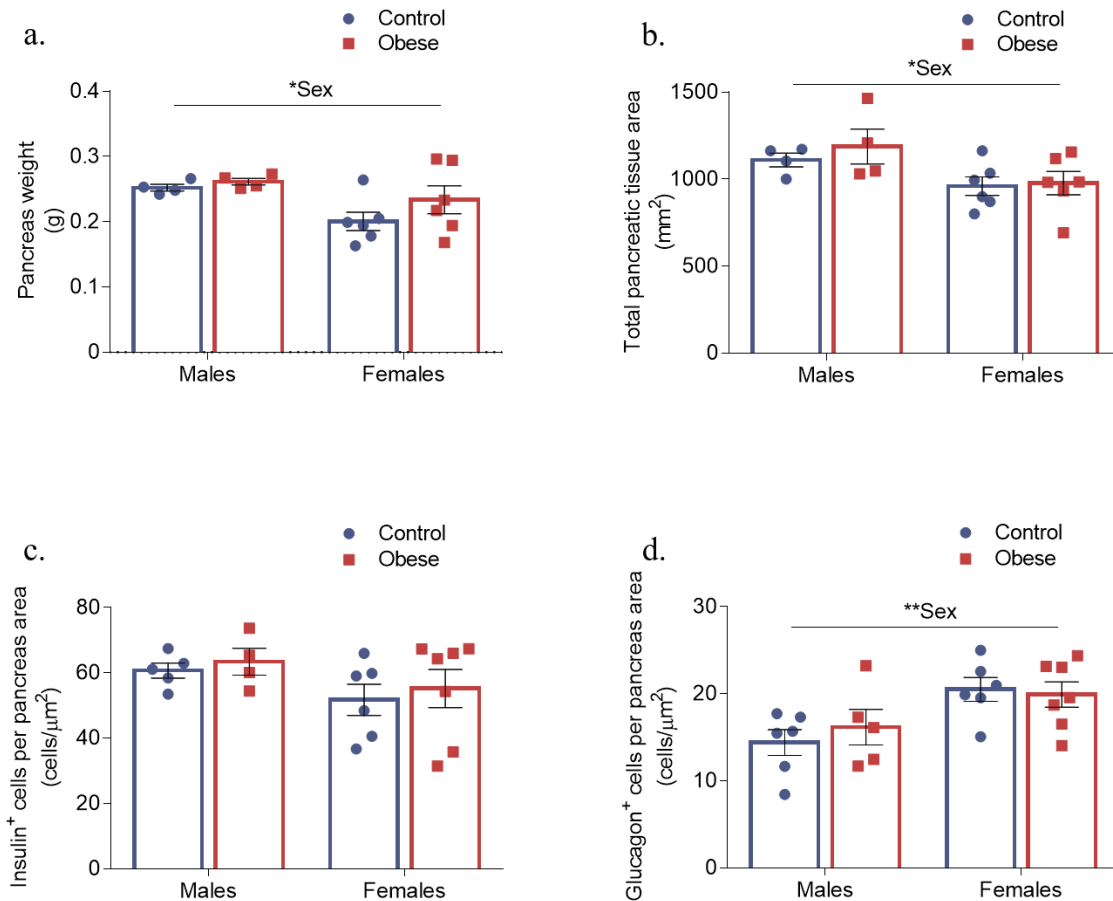 a.
Control
Obese
*Sex
Pancreas weight
(g)
0.4
0.3
0.2
0.1
0
Males
Females
b.
Control
Obese
*Sex
Total pancreatic tissue area
(mm²)
1500
1000
500
0
Males
Females
c.
Control
Obese
Insulin⁺ cells per pancreas area
(cells/μm²)
80
60
40
20
0
Males
Females
d.
Control
Obese
**Sex
Glucagon⁺ cells per pancreas area
(cells/μm²)
30
20
10
0
Males
Females